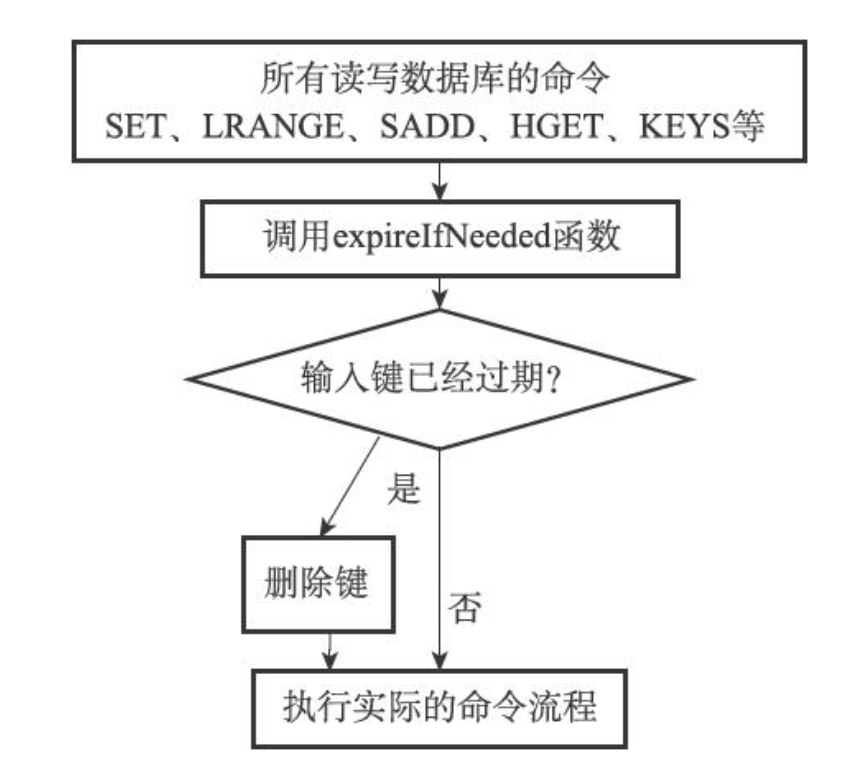 所有读写数据库的命令
SET、LRANGE、SADD、HGET、KEYS等
调用expireIfNeeded函数
输入键已经过期?
是
删除键
否
执行实际的命令流程